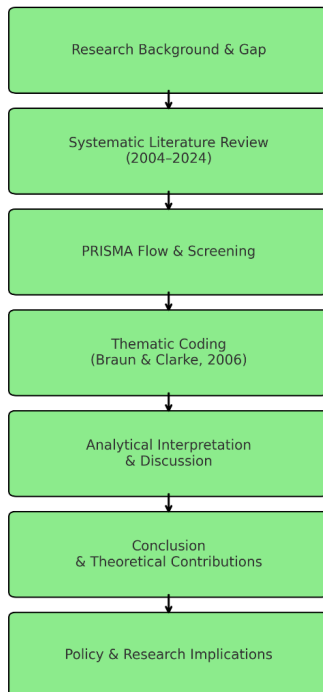 Research Background & Gap
Systematic Literature Review
(2004–2024)
PRISMA Flow & Screening
Thematic Coding
(Braun & Clarke, 2006)
Analytical Interpretation
& Discussion
Conclusion
& Theoretical Contributions
Policy & Research Implications